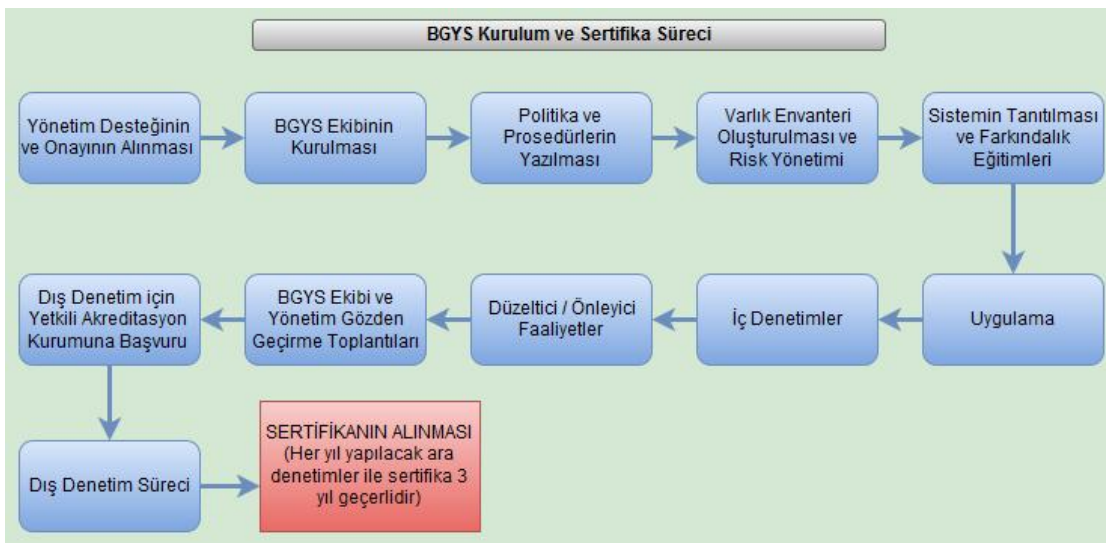 BGYS Kurulum ve Sertifika Süreci
Yönetim Desteğinin
ve Onayının Alınması
BGYS Ekibinin
Kurulması
Politika ve
Prosedürlerin
Yazılması
Varlık Envanteri
Oluşturulması ve
Risk Yönetimi
Sistemin Tanıtılması
ve Farkındalık
Eğitimleri
Uygulama
İç Denetimler
Düzeltici / Önleyici
Faaliyetler
BGYS Ekibi ve
Yönetim Gözden
Geçirme Toplantıları
Dış Denetim için
Yetkili Akreditasyon
Kurumuna Başvuru
Dış Denetim Süreci
SERTİFİKANIN ALINMASI
(Her yıl yapılacak ara
denetimler ile sertifika 3
yıl geçerlidir)